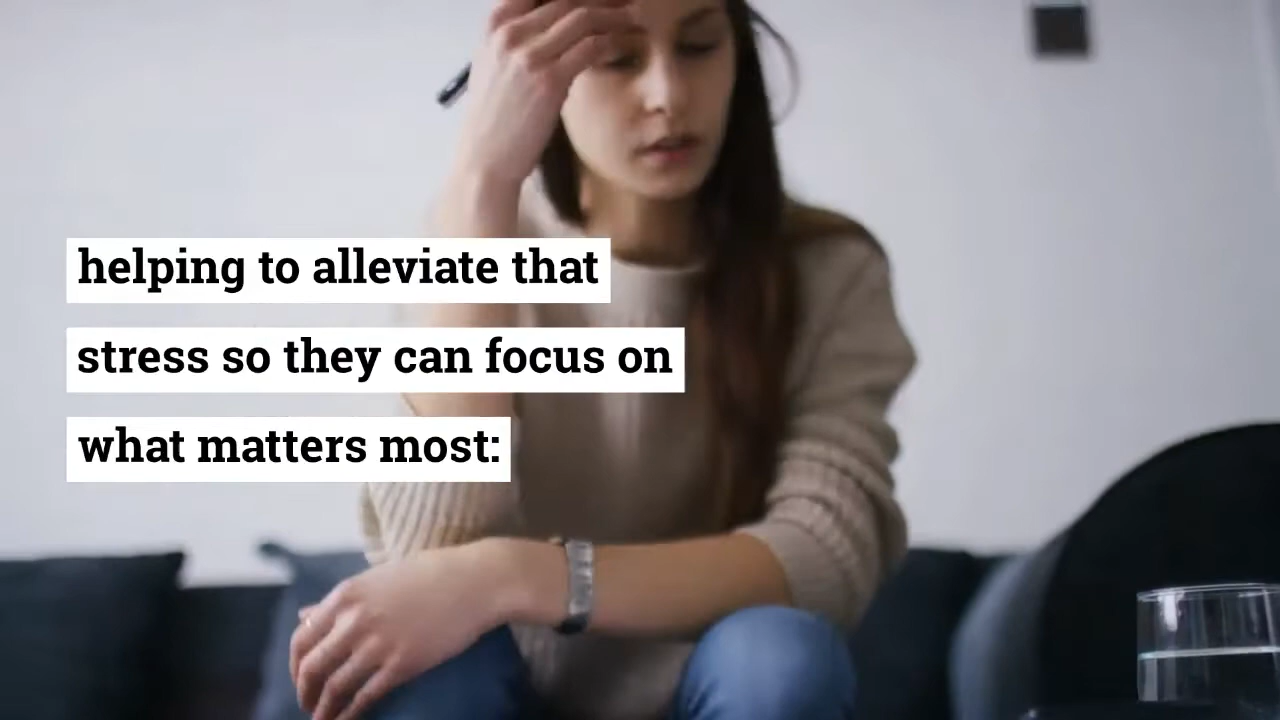 helping to alleviate that
stress so they can focus on
what matters most: